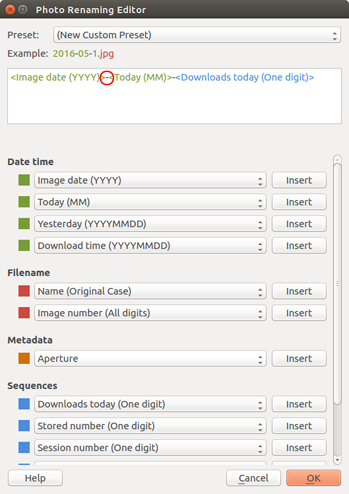 Photo Renaming Editor
Preset: (New Custom Preset)
Example: 2016-05-1.jpg
<Image date (YYYY)>-<Today (MM)>-<Downloads today (One digit)>
Date time
Image date (YYYY) Insert
Today (MM) Insert
Yesterday (YYYYMMDD) Insert
Download time (YYYYMMDD) Insert
Filename
Name (Original Case) Insert
Image number (All digits) Insert
Metadata
Aperture Insert
Sequences
Downloads today (One digit) Insert
Stored number (One digit) Insert
Session number (One digit) Insert
Help Cancel OK